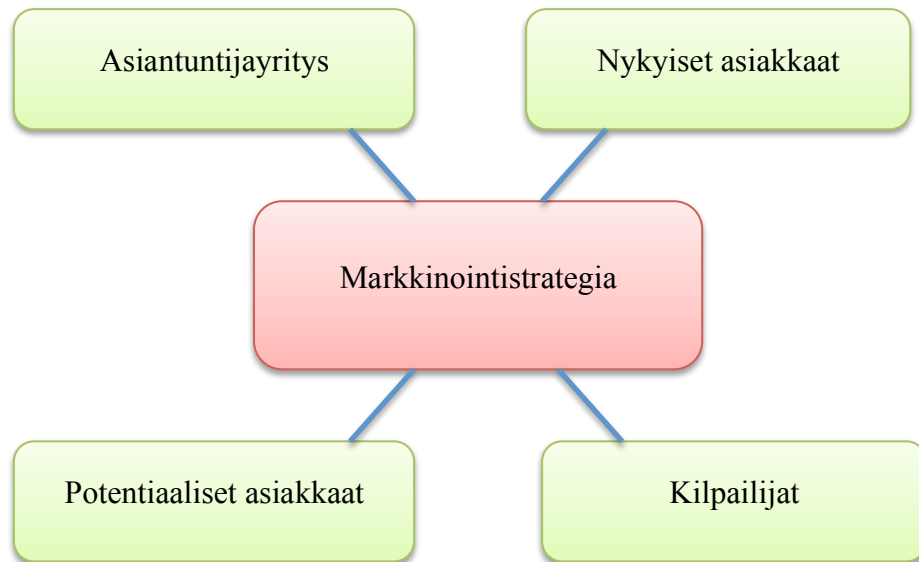 Asiantuntijayritys
Nykyiset asiakkaat
Markkinointistrategia
Potentiaaliset asiakkaat
Kilpailijat